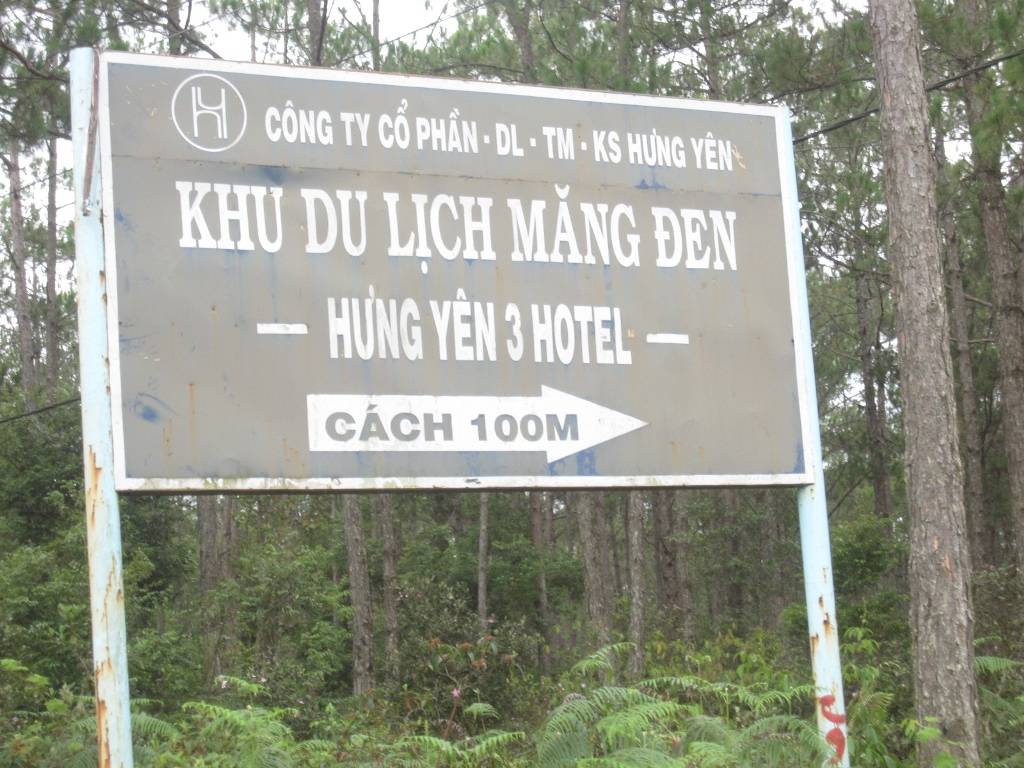 CÔNG TY CỔ PHẦN - DL - TM - KS HƯNG YÊN
KHU DU LỊCH MĂNG ĐEN
— HƯNG YÊN 3 HOTEL —
CÁCH 100M